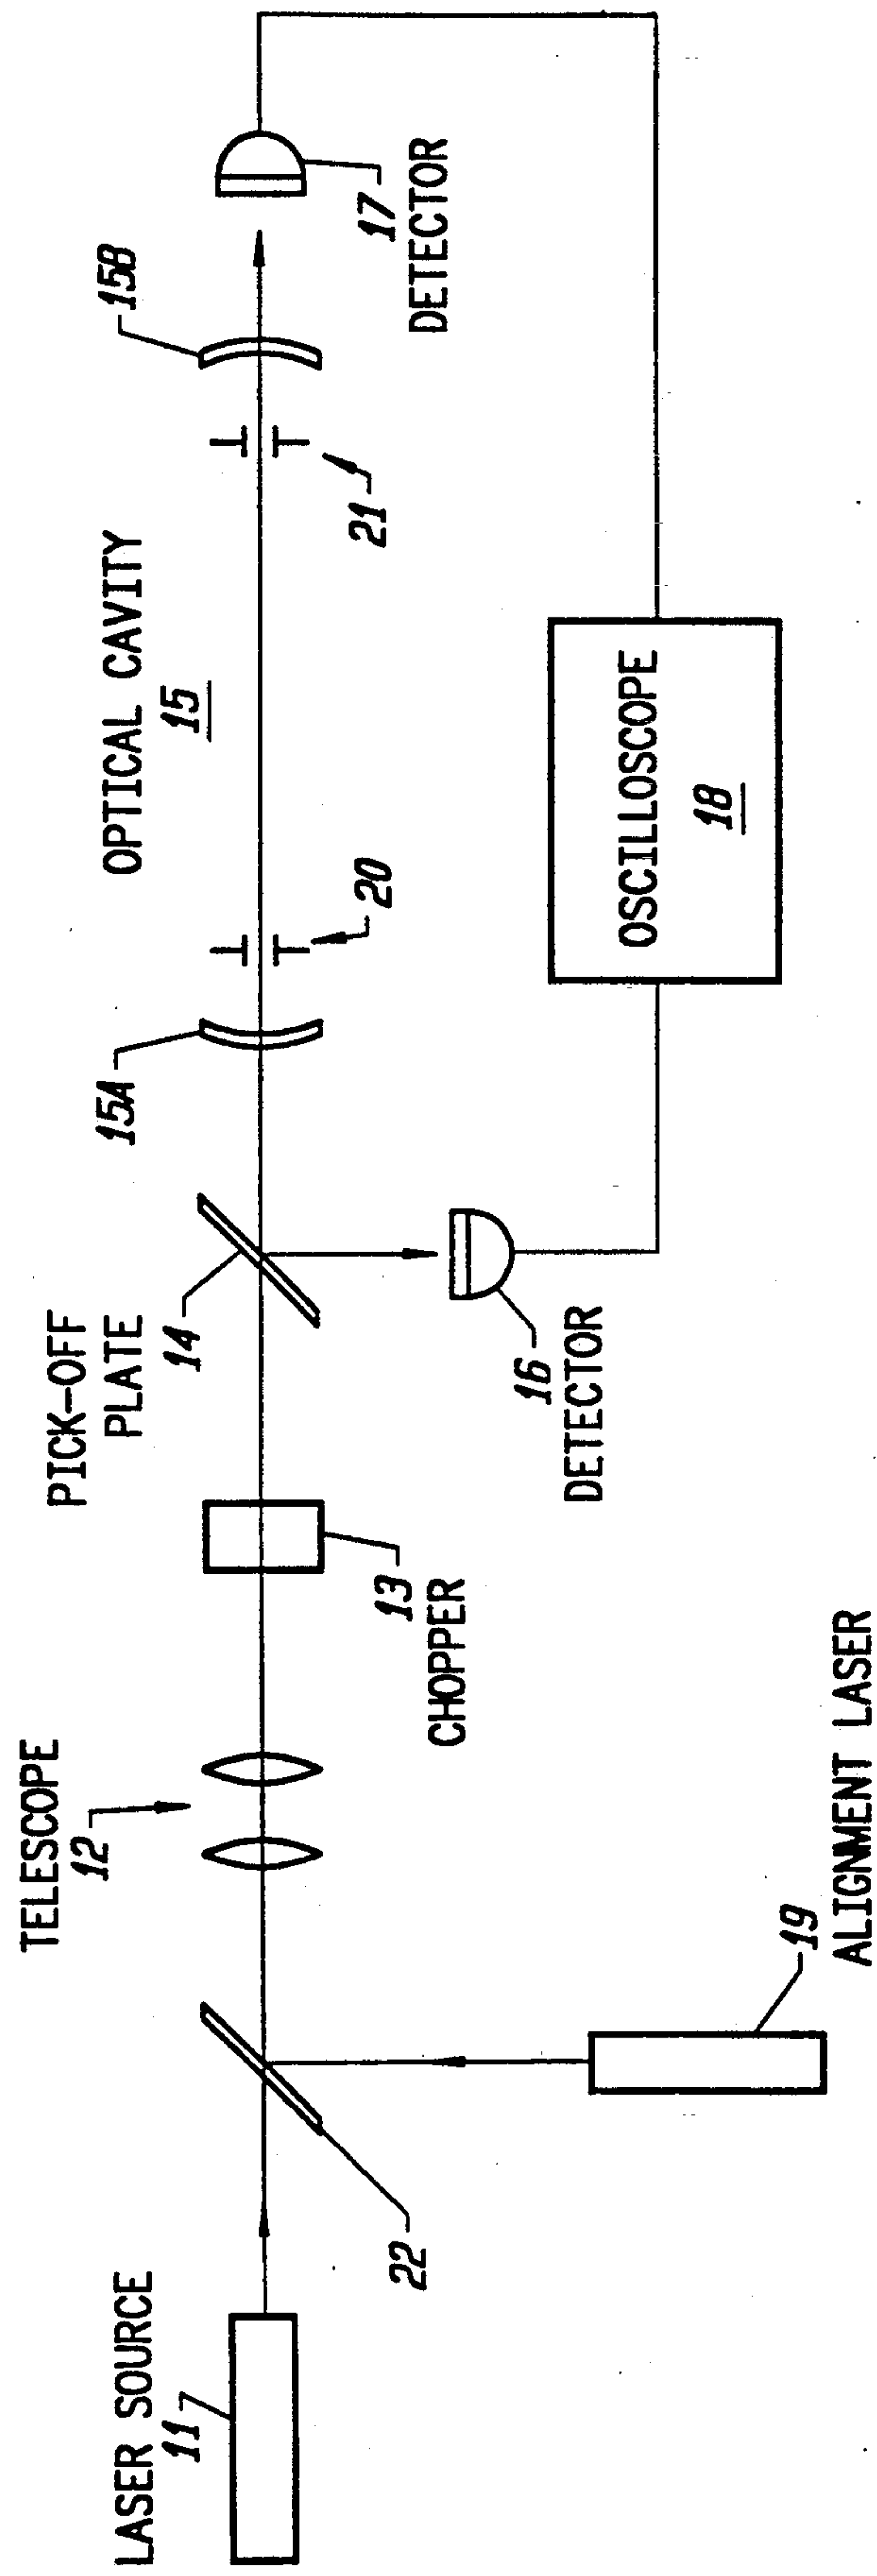 LASER SOURCE
11
22
TELESCOPE
12
19
ALIGNMENT LASER
13
CHOPPER
PICK-OFF
PLATE
14
16
DETECTOR
15A
20
OPTICAL CAVITY
15
OSCILLOSCOPE
18
21
15B
17
DETECTOR